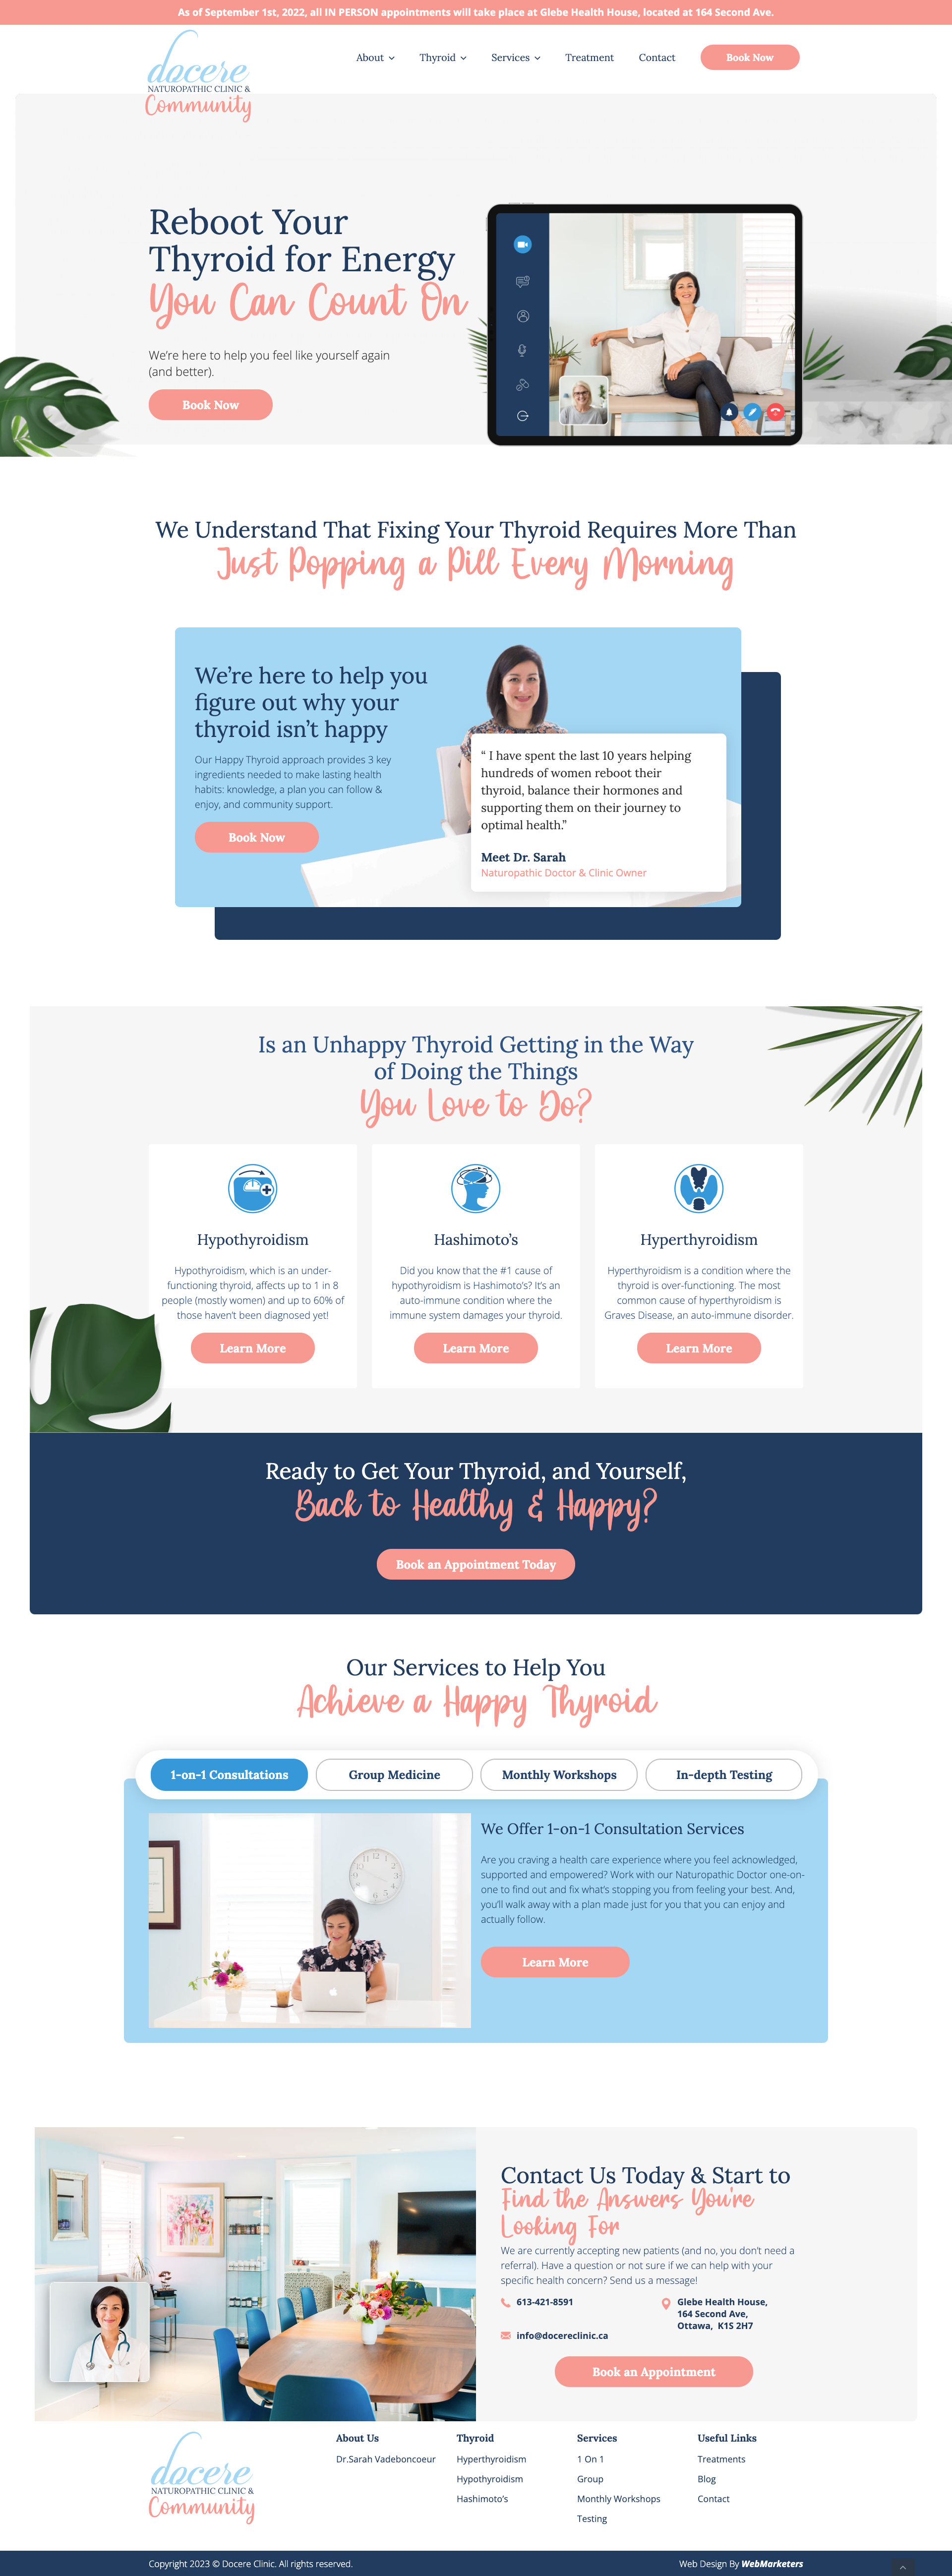 As of September 1st, 2022, all IN PERSON appointments will take place at Glebe Health House, located at 164 Second Ave.
docere
NATUROPATHIC CLINIC &
Community
About
Thyroid
Services
Treatment
Contact
Book Now
Reboot Your
Thyroid for Energy
You Can Count On
We're here to help you feel like yourself again
(and better).
Book Now
We Understand That Fixing Your Thyroid Requires More Than
Just Popping a Pill Every Morning
We're here to help you
figure out why your
thyroid isn't happy
Our Happy Thyroid approach provides 3 key
ingredients needed to make lasting health
habits: knowledge, a plan you can follow &
enjoy, and community support.
Book Now
“ I have spent the last 10 years helping
hundreds of women reboot their
thyroid, balance their hormones and
supporting them on their journey to
optimal health.”
Meet Dr. Sarah
Naturopathic Doctor & Clinic Owner
Is an Unhappy Thyroid Getting in the Way
of Doing the Things
You Love to Do?
Hypothyroidism
Hypothyroidism, which is an under-
functioning thyroid, affects up to 1 in 8
people (mostly women) and up to 60% of
those haven't been diagnosed yet!
Learn More
Hashimoto's
Did you know that the #1 cause of
hypothyroidism is Hashimoto's? It's an
auto-immune condition where the
immune system damages your thyroid.
Learn More
Hyperthyroidism
Hyperthyroidism is a condition where the
thyroid is over-functioning. The most
common cause of hyperthyroidism is
Graves Disease, an auto-immune disorder.
Learn More
Ready to Get Your Thyroid, and Yourself,
Back to Healthy & Happy?
Book an Appointment Today
Our Services to Help You
Achieve a Happy Thyroid
1-on-1 Consultations
Group Medicine
Monthly Workshops
In-depth Testing
We Offer 1-on-1 Consultation Services
Are you craving a health care experience where you feel acknowledged,
supported and empowered? Work with our Naturopathic Doctor one-on-
one to find out and fix what's stopping you from feeling your best. And,
you'll walk away with a plan made just for you that you can enjoy and
actually follow.
Learn More
Contact Us Today & Start to
Find the Answers You're
Looking For
We are currently accepting new patients (and no, you don't need a
referral). Have a question or not sure if we can help with your
specific health concern? Send us a message!
613-421-8591
info@docereclinic.ca
Glebe Health House,
164 Second Ave,
Ottawa, K1S 2H7
Book an Appointment
docere
NATUROPATHIC CLINIC &
Community
About Us
Dr.Sarah Vadeboncoeur
Thyroid
Hyperthyroidism
Hypothyroidism
Hashimoto's
Services
1 On 1
Group
Monthly Workshops
Testing
Useful Links
Treatments
Blog
Contact
Copyright 2023 © Docere Clinic. All rights reserved.
Web Design By WebMarketers